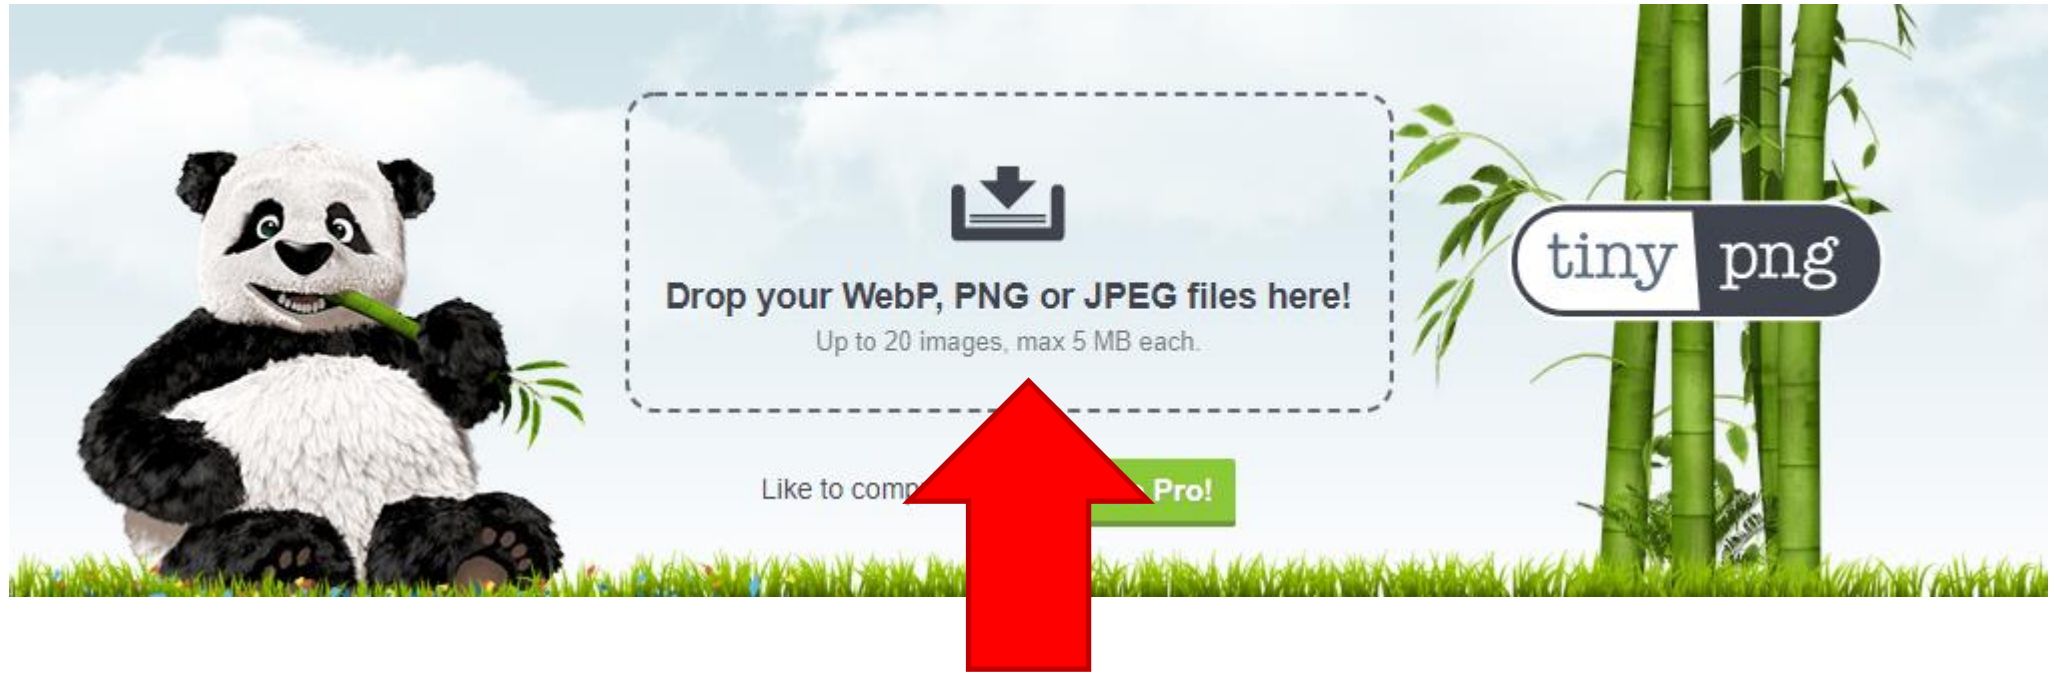 Drop your WebP, PNG or JPEG files here!
Up to 20 images, max 5 MB each.
tiny png
Like to Pro!